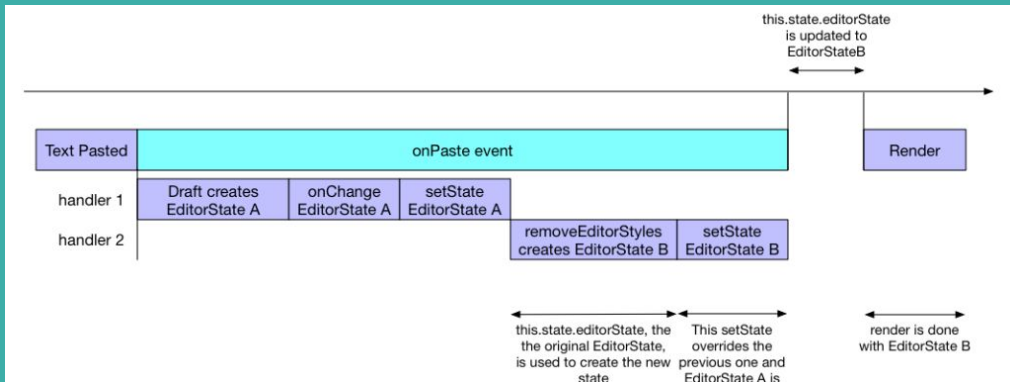 this.state.editorState
is updated to
EditorStateB
Text Pasted
onPaste event
Render
handler 1
Draft creates
EditorState A
onChange
EditorState A
setState
EditorState A
handler 2
removeEditorStyles
creates EditorState B
setState
EditorState B
this.state.editorState, the
the original EditorState,
is used to create the new
state
This setState
overrides the
previous one and
EditorState A is
render is done
with EditorState B